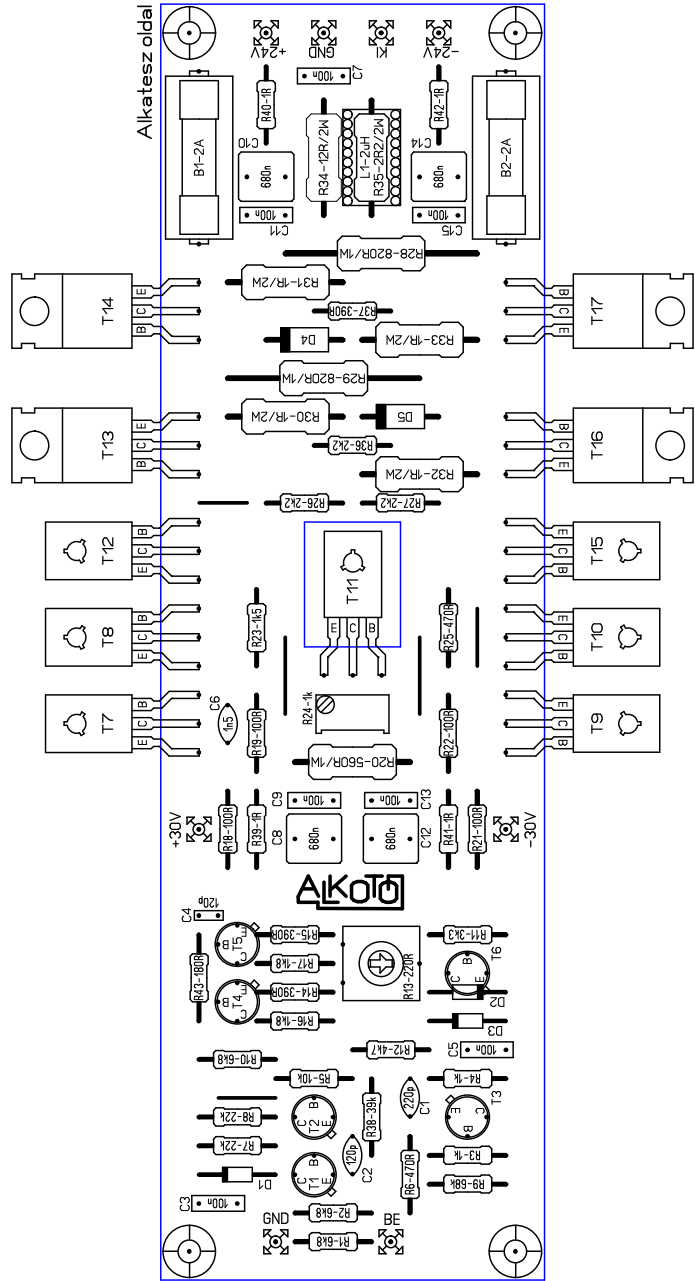 Alkatesz oldal
+24V
GND
KI
-24V
C7
100n
R40-1R
R42-1R
C10
680n
C14
680n
B1-2A
B2-2A
R34-12R/2W
L1-2uH
R35-2R2/2W
100n
C11
100n
C15
R28-820R/1W
R31-1R/2W
R37-390R
D4
R33-1R/2W
T14
E
C
B
T17
B
C
E
R29-820R/1W
R30-1R/2W
D5
R36-2k2
R32-1R/2W
T13
E
C
B
T16
B
C
E
R26-2k2
R27-2k2
T12
B
C
E
T11
E
C
B
T15
E
C
B
R23-1k5
R25-470R
T8
B
C
E
T10
E
C
B
T7
B
C
E
T9
E
C
B
C6
1n5
R19-100R
R24-1k
R22-100R
R20-560R/1W
C9
100n
C13
100n
+30V
R18-100R
R39-1R
C8
680n
680n
C12
R41-1R
R21-100R
-30V
ALKOTÓ
C4
120p
T5
E
B
C
R15-390R
R17-1k8
R43-180R
T4
E
B
C
R14-390R
R16-1k8
R13-220R
R11-3k3
T6
B
C
E
D2
D3
R12-4k7
C5
100n
R10-6k8
R5-10k
R4-1k
220p
C1
T3
E
C
B
R8-22k
R7-22k
T2
C
B
E
R38-39k
120p
C2
R3-1k
R9-68k
R6-470R
D1
T1
C
B
E
C3
100n
R2-6k8
GND
BE
R1-6k8